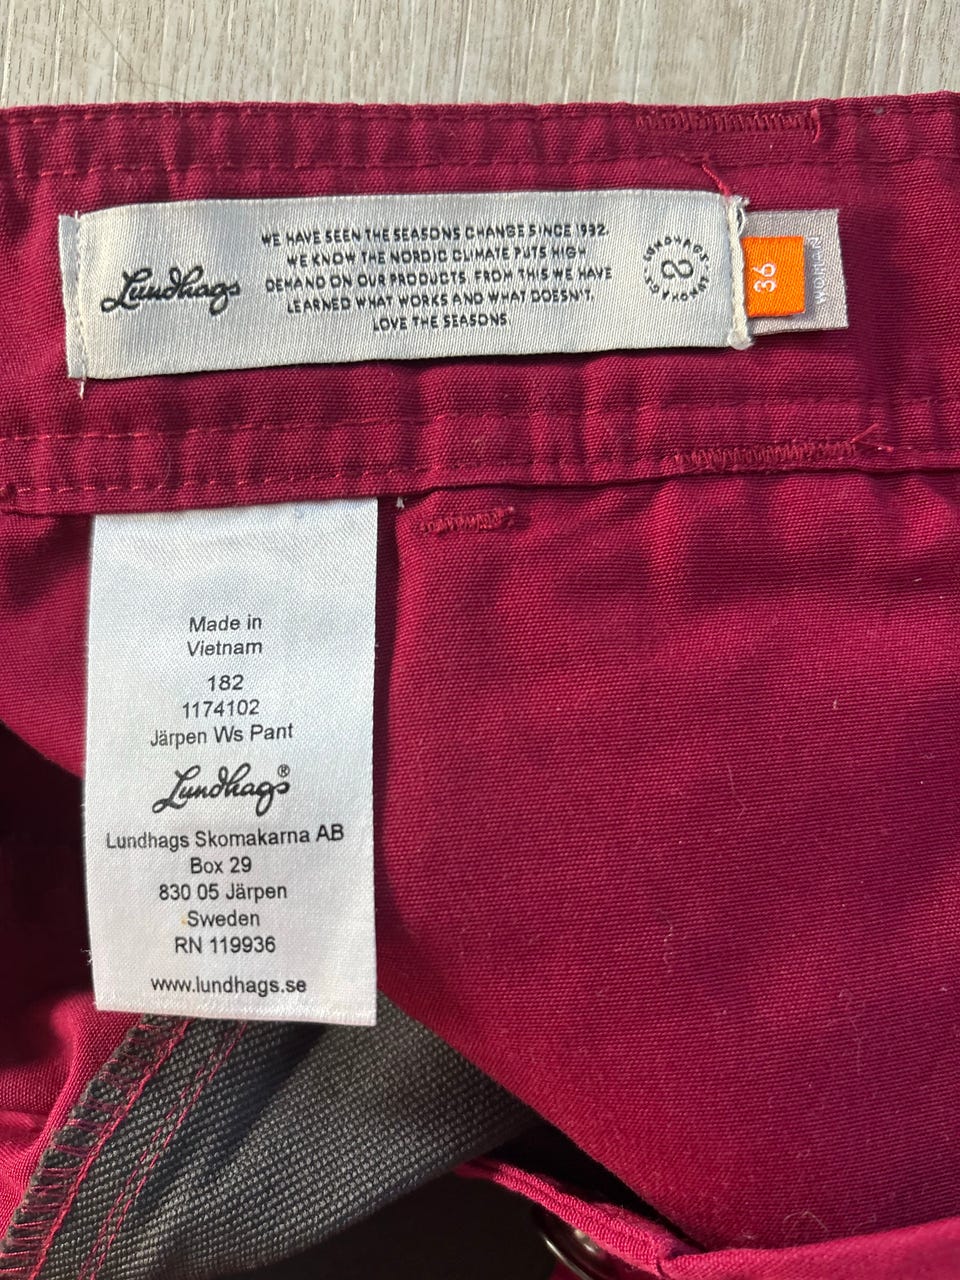 Lundhags
WE HAVE SEEN THE SEASONS CHANGE SINCE 1932.
WE KNOW THE NORDIC CLIMATE PUTS HIGH
DEMAND ON OUR PRODUCTS. FROM THIS WE HAVE
LEARNED WHAT WORKS AND WHAT DOESN'T.
LOVE THE SEASONS
LUNDHAGS · LUNDHAGS ·
36
WOMAN
Made in
Vietnam
182
1174102
Järpen Ws Pant
Lundhags®
Lundhags Skomakarna AB
Box 29
830 05 Järpen
Sweden
RN 119936
www.lundhags.se